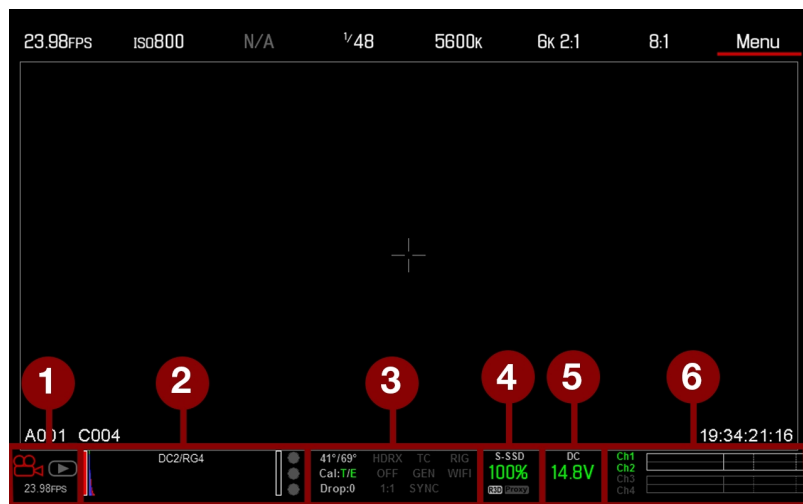 23.98FPS ISO800 N/A 1/48 5600K 6K 2:1 8:1 Menu
1 2 3 4 5 6
A001 C004 19:34:21:16
23.98FPS
DC2/RG4
41°/69° HDRX TC RIG
Cal:T/E OFF GEN WIFI
Drop:0 1:1 SYNC
S-SSD
100%
R3D Proxy
DC
14.8V
Ch1
Ch2
Ch3
Ch4